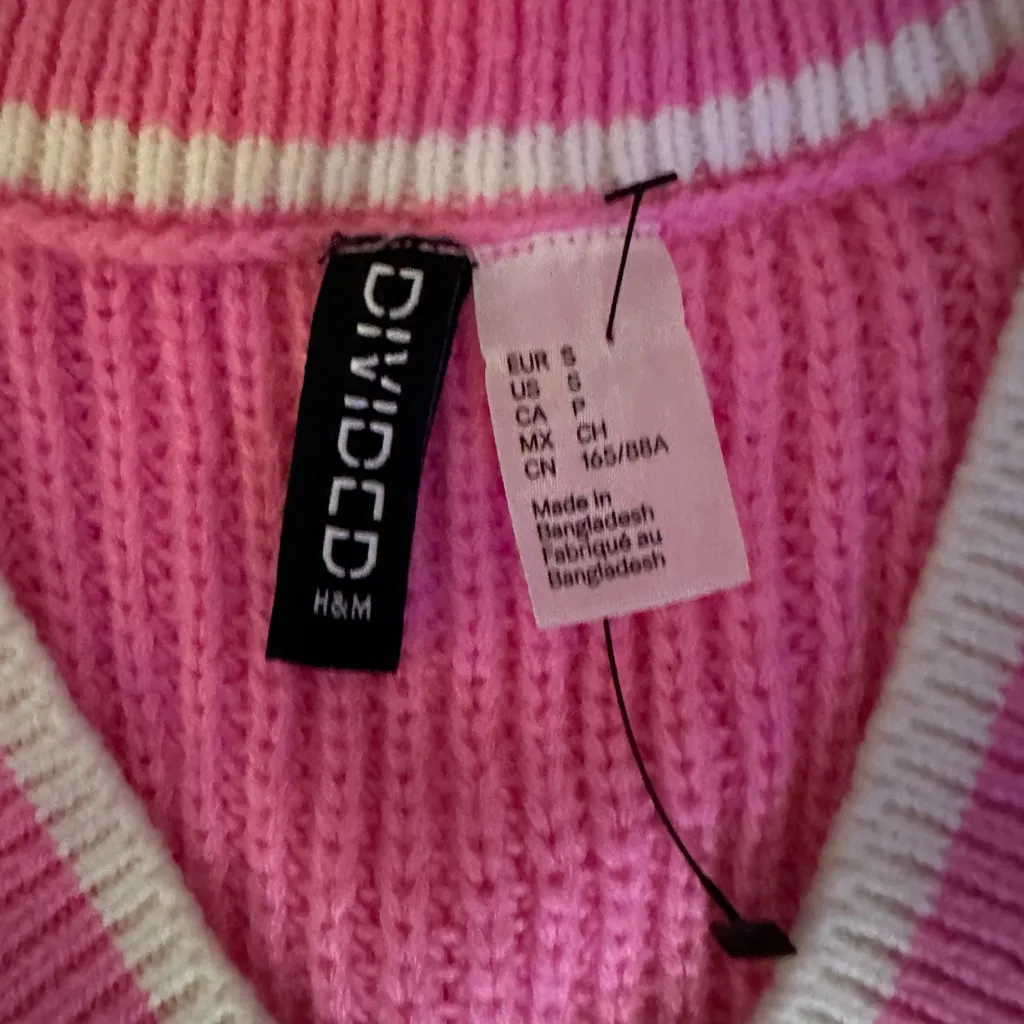 DIVIDED
H&M
EUR S
US S
CA P
MX CH
CN 165/88A
Made in
Bangladesh
Fabriqué au
Bangladesh